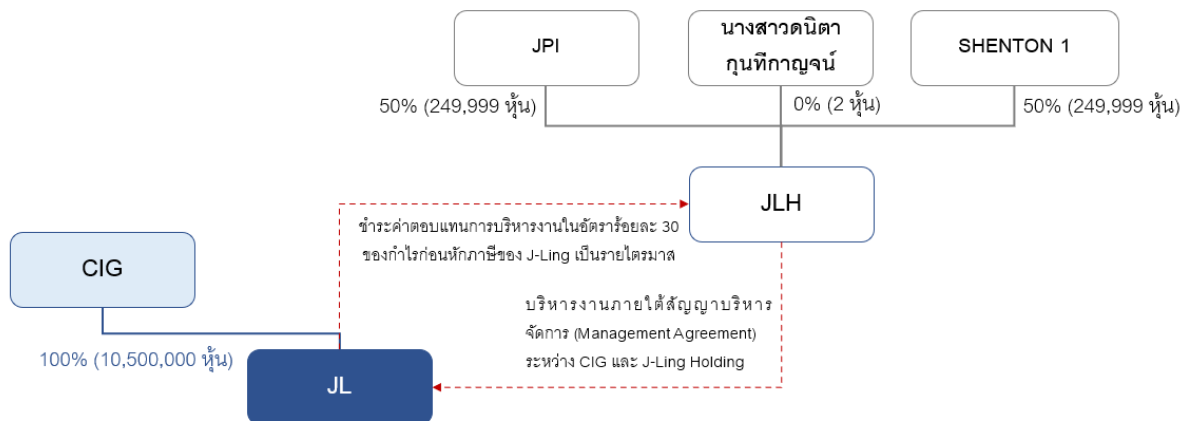 JPI
นางสาวดนิตา
กุนทีกาญจน์
SHENTON 1
50% (249,999 หุ้น)
0% (2 หุ้น)
50% (249,999 หุ้น)
JLH
ชำระค่าตอบแทนการบริหารงานในอัตราร้อยละ 30
ของกำไรก่อนหักภาษีของ J-Ling เป็นรายไตรมาส
CIG
บริหารงานภายใต้สัญญาบริหาร
จัดการ (Management Agreement)
ระหว่าง CIG และ J-Ling Holding
100% (10,500,000 หุ้น)
JL